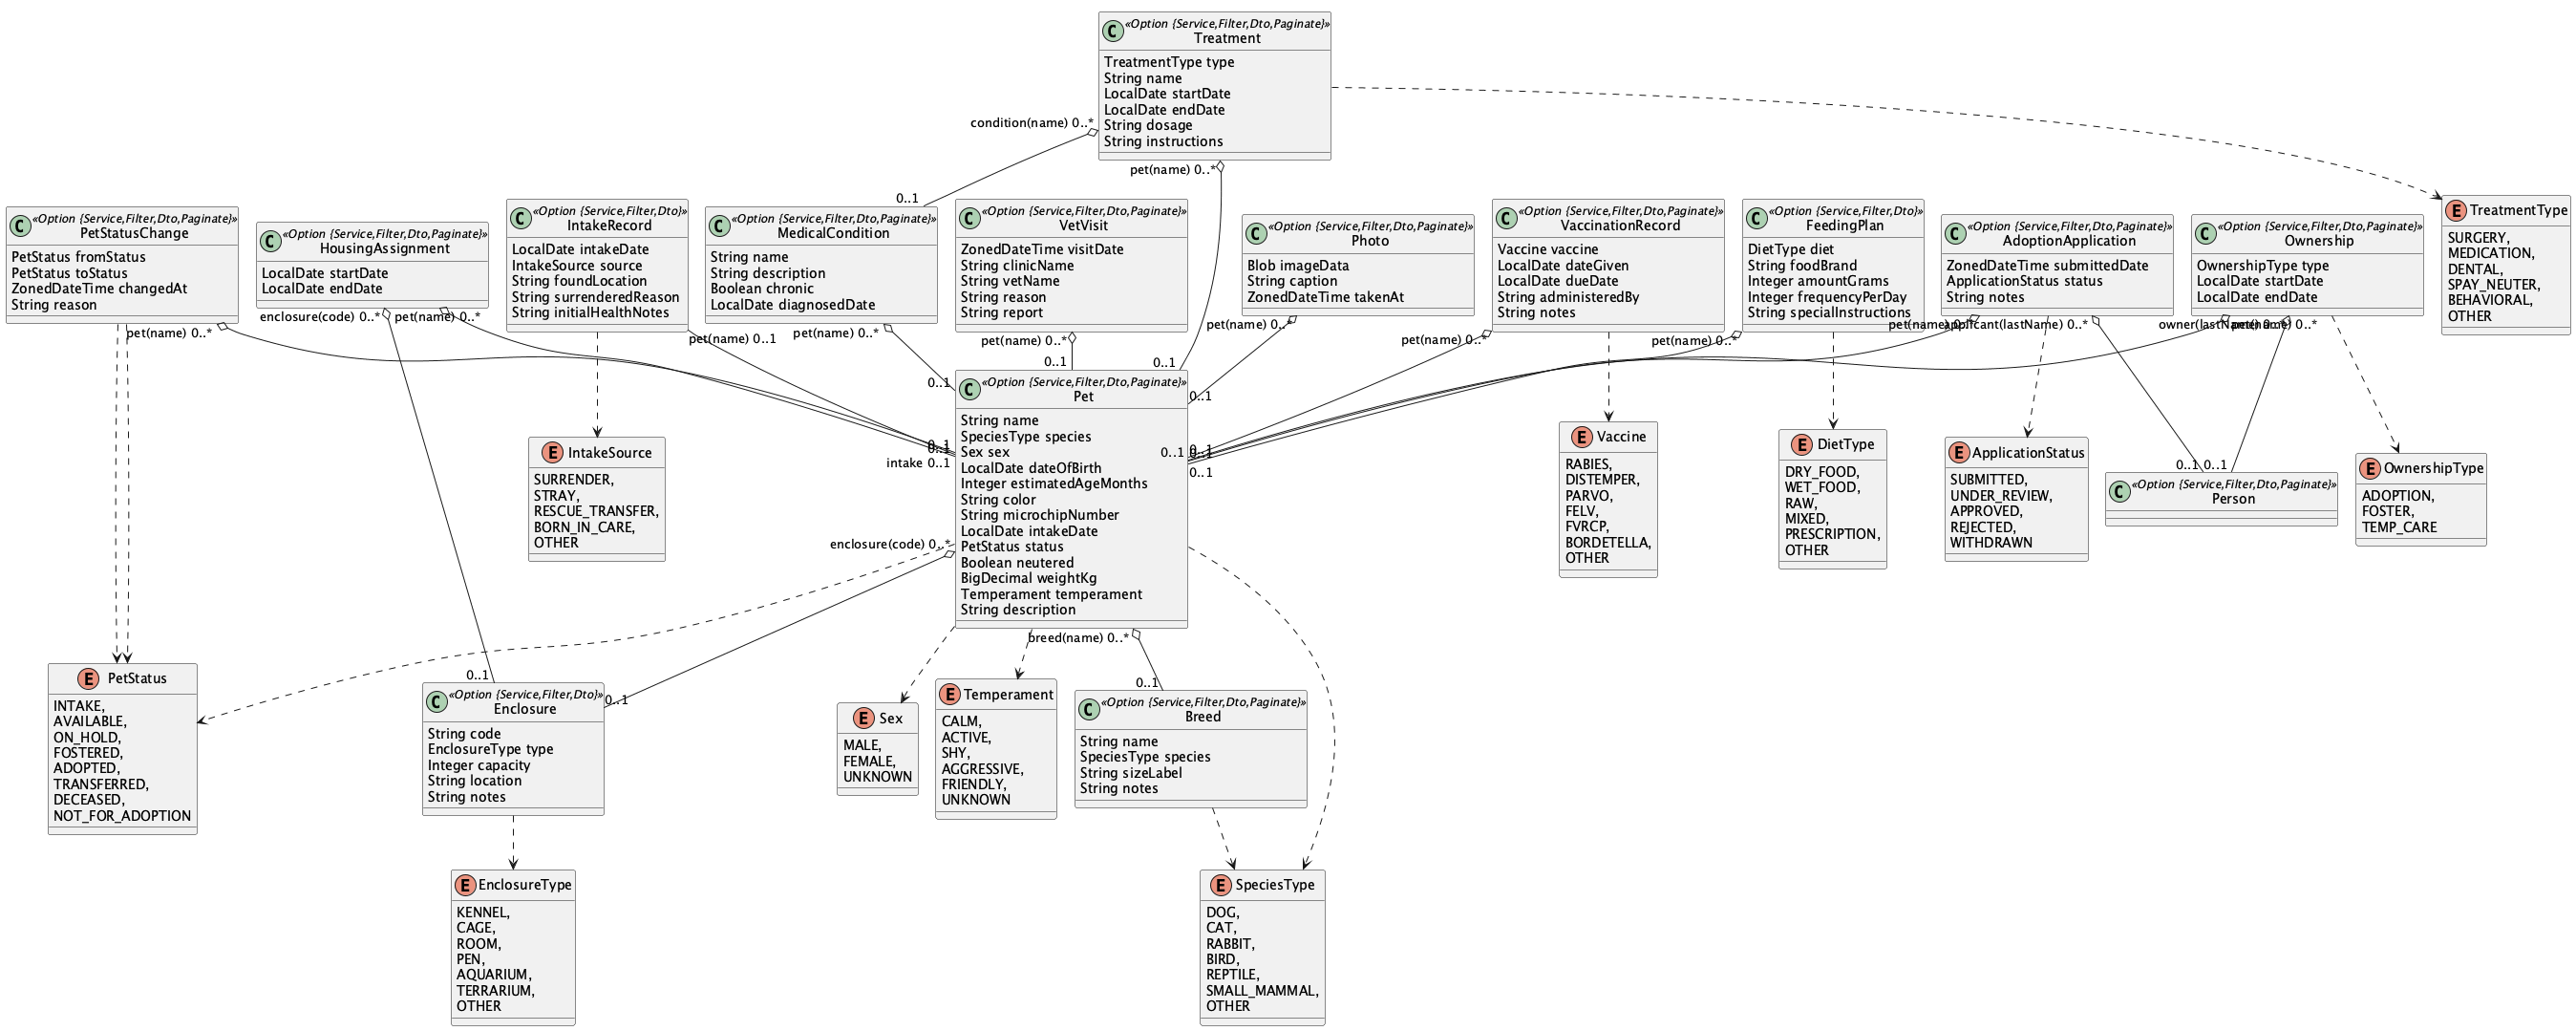 «Option {Service,Filter,Dto,Paginate}»
Treatment
TreatmentType type
String name
LocalDate startDate
LocalDate endDate
String dosage
String instructions
condition(name) 0..*
pet(name) 0..*
0..1
«Option {Service,Filter,Dto,Paginate}»
PetStatusChange
PetStatus fromStatus
PetStatus toStatus
ZonedDateTime changedAt
String reason
pet(name) 0..*
«Option {Service,Filter,Dto,Paginate}»
HousingAssignment
LocalDate startDate
LocalDate endDate
enclosure(code) 0..*
pet(name) 0..*
«Option {Service,Filter,Dto}»
IntakeRecord
LocalDate intakeDate
IntakeSource source
String foundLocation
String surrenderedReason
String initialHealthNotes
pet(name) 0..1
«Option {Service,Filter,Dto,Paginate}»
MedicalCondition
String name
String description
Boolean chronic
LocalDate diagnosedDate
pet(name) 0..*
«Option {Service,Filter,Dto,Paginate}»
VetVisit
ZonedDateTime visitDate
String clinicName
String vetName
String reason
String report
pet(name) 0..*
«Option {Service,Filter,Dto,Paginate}»
Photo
Blob imageData
String caption
ZonedDateTime takenAt
pet(name) 0..*
«Option {Service,Filter,Dto,Paginate}»
VaccinationRecord
Vaccine vaccine
LocalDate dateGiven
LocalDate dueDate
String administeredBy
String notes
pet(name) 0..*
«Option {Service,Filter,Dto}»
FeedingPlan
DietType diet
String foodBrand
Integer amountGrams
Integer frequencyPerDay
String specialInstructions
pet(name) 0..*
«Option {Service,Filter,Dto,Paginate}»
AdoptionApplication
ZonedDateTime submittedDate
ApplicationStatus status
String notes
pet(name) 0..*
applicant(lastName) 0..*
«Option {Service,Filter,Dto,Paginate}»
Ownership
OwnershipType type
LocalDate startDate
LocalDate endDate
owner(lastName) 0..*
pet(name) 0..*
TreatmentType
SURGERY,
MEDICATION,
DENTAL,
SPAY_NEUTER,
BEHAVIORAL,
OTHER
0..1
0..1
0..1
0..1
0..1
0..1
intake 0..1
0..1
0..1
0..1
0..1
«Option {Service,Filter,Dto,Paginate}»
Pet
String name
SpeciesType species
Sex sex
LocalDate dateOfBirth
Integer estimatedAgeMonths
String color
String microchipNumber
LocalDate intakeDate
PetStatus status
Boolean neutered
BigDecimal weightKg
Temperament temperament
String description
enclosure(code) 0..*
breed(name) 0..*
IntakeSource
SURRENDER,
STRAY,
RESCUE_TRANSFER,
BORN_IN_CARE,
OTHER
Vaccine
RABIES,
DISTEMPER,
PARVO,
FELV,
FVRCP,
BORDETELLA,
OTHER
DietType
DRY_FOOD,
WET_FOOD,
RAW,
MIXED,
PRESCRIPTION,
OTHER
ApplicationStatus
SUBMITTED,
UNDER_REVIEW,
APPROVED,
REJECTED,
WITHDRAWN
0..1 0..1
«Option {Service,Filter,Dto,Paginate}»
Person
OwnershipType
ADOPTION,
FOSTER,
TEMP_CARE
PetStatus
INTAKE,
AVAILABLE,
ON_HOLD,
FOSTERED,
ADOPTED,
TRANSFERRED,
DECEASED,
NOT_FOR_ADOPTION
0..1
0..1
«Option {Service,Filter,Dto}»
Enclosure
String code
EnclosureType type
Integer capacity
String location
String notes
Sex
MALE,
FEMALE,
UNKNOWN
Temperament
CALM,
ACTIVE,
SHY,
AGGRESSIVE,
FRIENDLY,
UNKNOWN
0..1
«Option {Service,Filter,Dto,Paginate}»
Breed
String name
SpeciesType species
String sizeLabel
String notes
EnclosureType
KENNEL,
CAGE,
ROOM,
PEN,
AQUARIUM,
TERRARIUM,
OTHER
SpeciesType
DOG,
CAT,
RABBIT,
BIRD,
REPTILE,
SMALL_MAMMAL,
OTHER